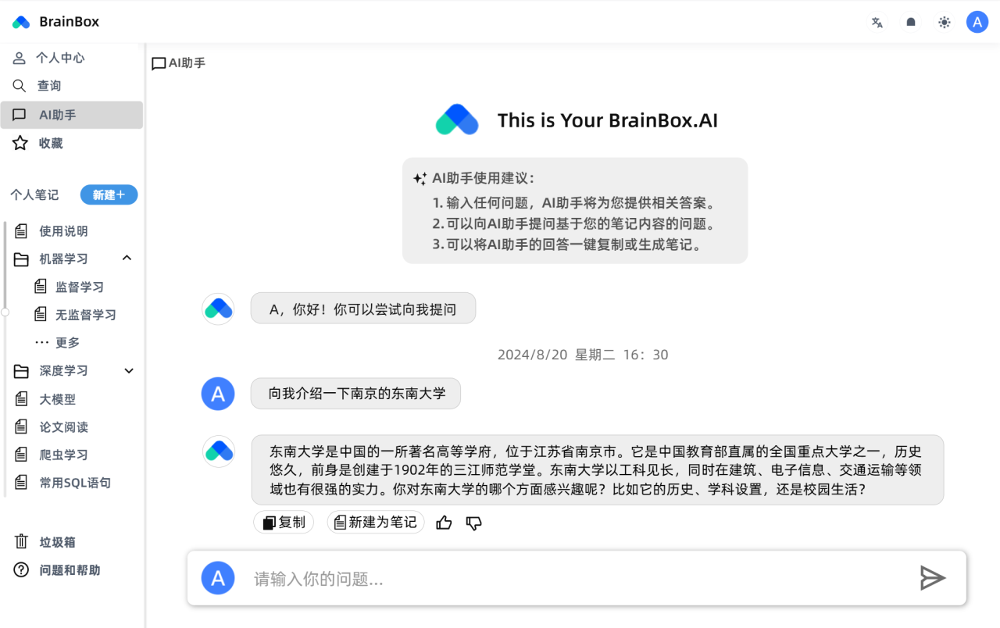 BrainBox
A
个人中心
查询
AI助手
收藏
个人笔记
新建+
使用说明
机器学习
监督学习
无监督学习
··· 更多
深度学习
大模型
论文阅读
爬虫学习
常用SQL语句
垃圾箱
问题和帮助
AI助手
This is Your BrainBox.AI
AI助手使用建议：
1. 输入任何问题，AI助手将为您提供相关答案。
2.可以向AI助手提问基于您的笔记内容的问题。
3.可以将AI助手的回答一键复制或生成笔记。
A，你好！你可以尝试向我提问
2024/8/20 星期二 16：30
A
向我介绍一下南京的东南大学
东南大学是中国的一所著名高等学府，位于江苏省南京市。它是中国教育部直属的全国重点大学之一，历史
悠久，前身是创建于1902年的三江师范学堂。东南大学以工科见长，同时在建筑、电子信息、交通运输等领
域也有很强的实力。你对东南大学的哪个方面感兴趣呢？比如它的历史、学科设置，还是校园生活？
复制
新建为笔记
A
请输入你的问题...